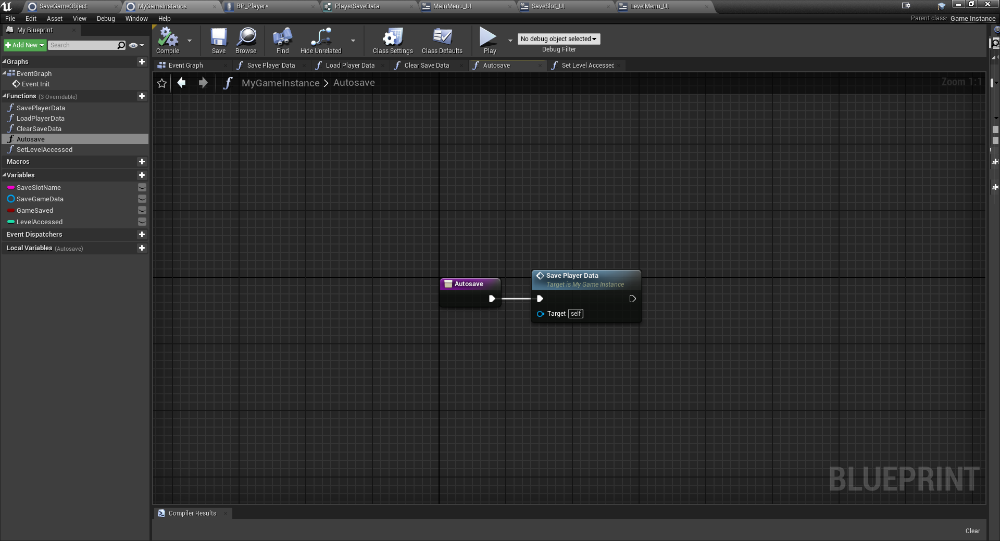 SaveGameObject
MyGameInstance
BP_Player*
PlayerSaveData
MainMenu_UI
SaveSlot_UI
LevelMenu_UI
File Edit Asset View Debug Window Help
Parent class: Game Instance
My Blueprint
Add New
Search
Graphs
EventGraph
Event Init
Functions (3 Overridable)
SavePlayerData
LoadPlayerData
ClearSaveData
Autosave
SetLevelAccessed
Macros
Variables
SaveSlotName
SaveGameData
GameSaved
LevelAccessed
Event Dispatchers
Local Variables (Autosave)
Compile
Save
Browse
Find
Hide Unrelated
Class Settings
Class Defaults
Play
No debug object selected
Debug Filter
Event Graph
Save Player Data
Load Player Data
Clear Save Data
Autosave
Set Level Accessed
MyGameInstance > Autosave
Zoom 1:1
Autosave
Save Player Data
Target is My Game Instance
Target self
BLUEPRINT
Compiler Results
Clear